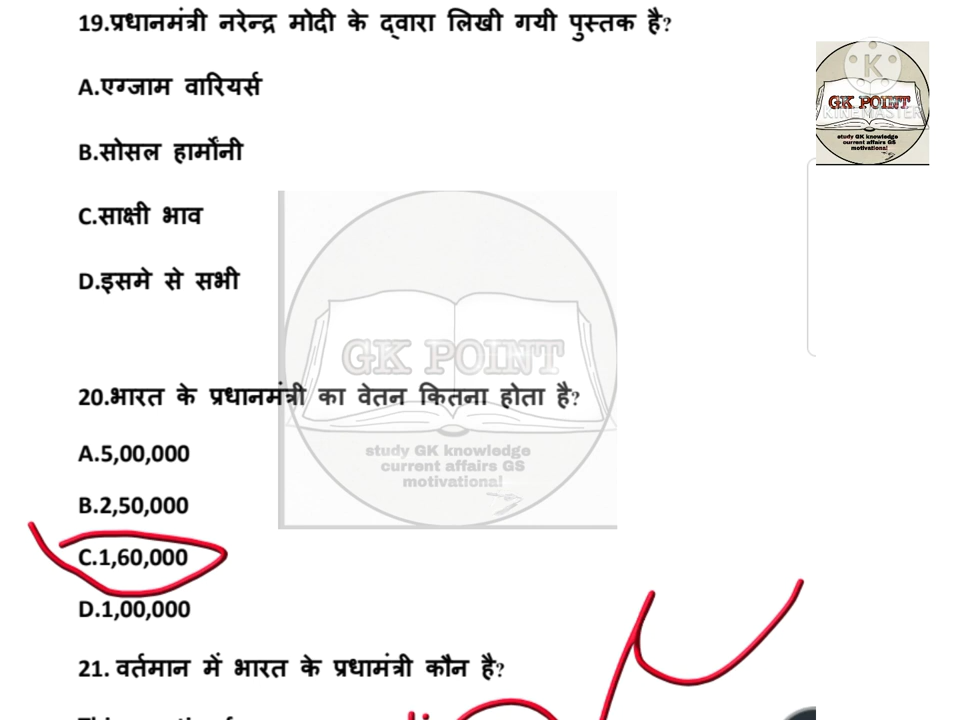 19.प्रधानमंत्री नरेन्द्र मोदी के द्वारा लिखी गयी पुस्तक है?
A.एग्जाम वारियर्स
B.सोसल हार्मोंनी
C.साक्षी भाव
D.इसमे से सभी
20.भारत के प्रधानमंत्री का वेतन कितना होता है?
A.5,00,000
B.2,50,000
C.1,60,000
D.1,00,000
21. वर्तमान में भारत के प्रधामंत्री कौन है?
GK POINT
study GK knowledge
current affairs GS
motivational
K
GK POINT
KINEMASTER
study GK knowledge
current affairs GS
motivational